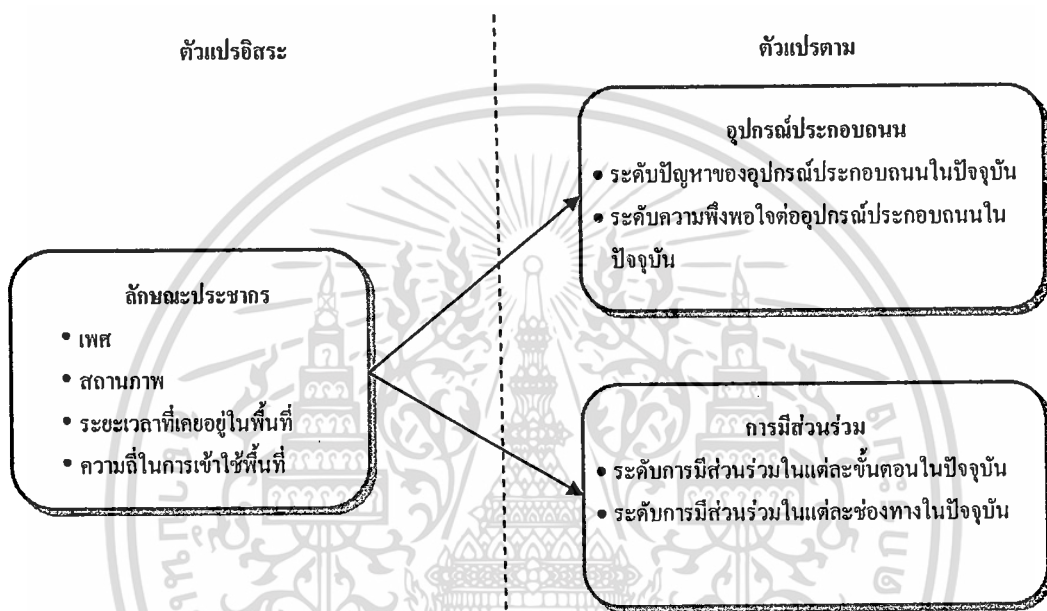 ตัวแปรอิสระ
ตัวแปรตาม
อุปกรณ์ประกอบถนน
• ระดับปัญหาของอุปกรณ์ประกอบถนนในปัจจุบัน
• ระดับความพึงพอใจต่ออุปกรณ์ประกอบถนนใน
ปัจจุบัน
ลักษณะประชากร
• เพศ
• สถานภาพ
• ระยะเวลาที่เคยอยู่ในพื้นที่
• ความถี่ในการเข้าใช้พื้นที่
การมีส่วนร่วม
• ระดับการมีส่วนร่วมในแต่ละขั้นตอนในปัจจุบัน
• ระดับการมีส่วนร่วมในแต่ละช่องทางในปัจจุบัน